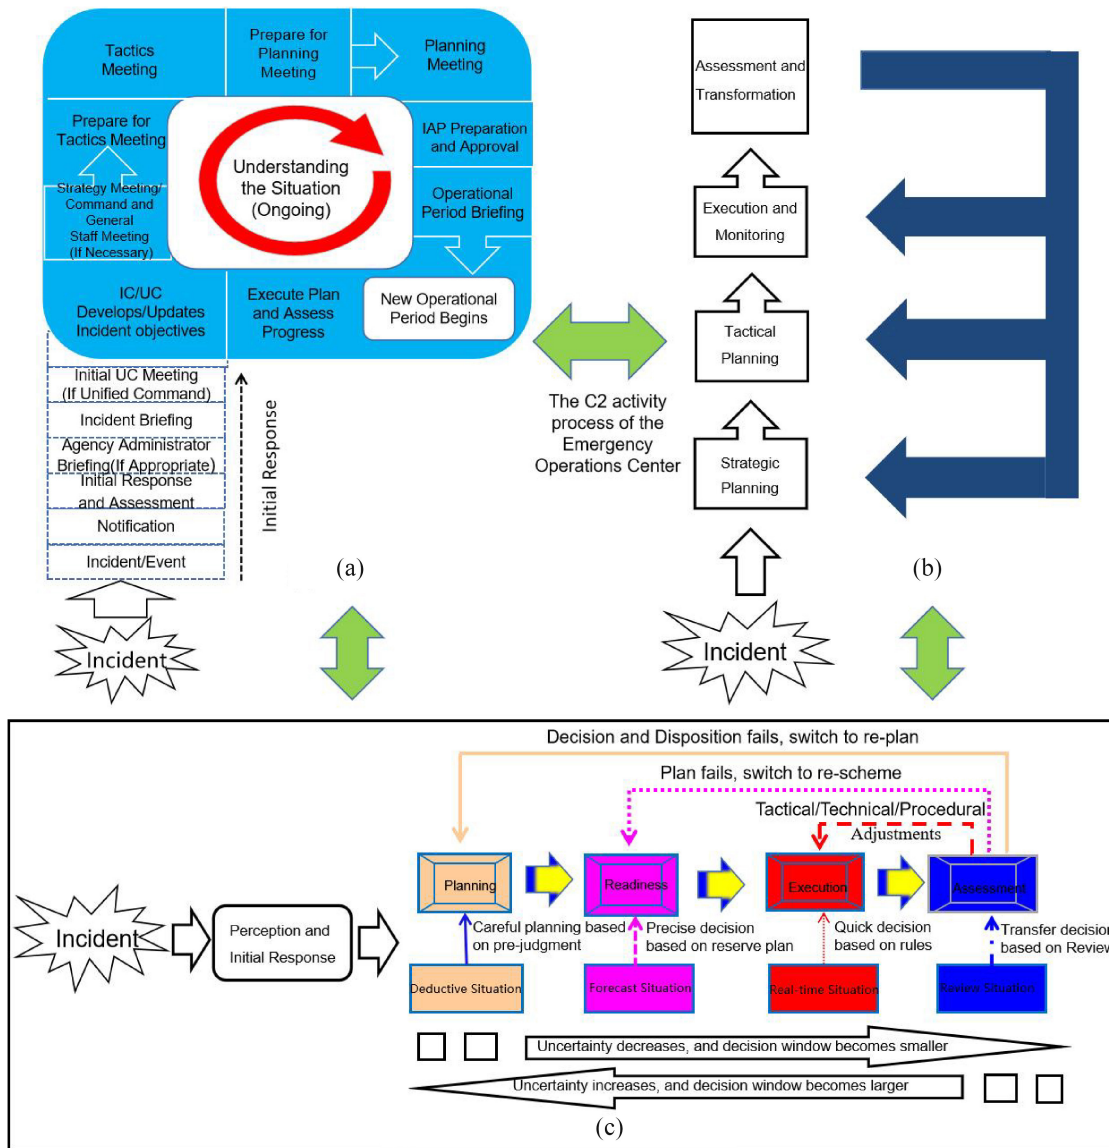 Tactics
Meeting
Prepare for
Planning
Meeting
Planning
Meeting
Prepare for
Tactics Meeting
Understanding
the Situation
(Ongoing)
IAP Preparation
and Approval
Strategy Meeting/
Command and
General
Staff Meeting
(If Necessary)
Operational
Period Briefing
IC/UC
Develops/Updates
Incident objectives
Execute Plan
and Assess
Progress
New Operational
Period Begins
Initial UC Meeting
(If Unified Command)
Incident Briefing
Agency Administrator
Briefing(If Appropriate)
Initial Response
and Assessment
Notification
Incident/Event
Initial Response
(a)
Incident
The C2 activity
process of the
Emergency
Operations Center
Assessment and
Transformation
Execution and
Monitoring
Tactical
Planning
Strategic
Planning
(b)
Incident
Decision and Disposition fails, switch to re-plan
Plan fails, switch to re-scheme
Tactical/Technical/Procedural
Adjustments
Planning
Readiness
Execution
Assessment
Incident
Perception and
Initial Response
Careful planning based
on pre-judgment
Precise decision
based on reserve plan
Quick decision
based on rules
Transfer decision
based on Review
Deductive Situation
Forecast Situation
Real-time Situation
Review Situation
Uncertainty decreases, and decision window becomes smaller
Uncertainty increases, and decision window becomes larger
(c)